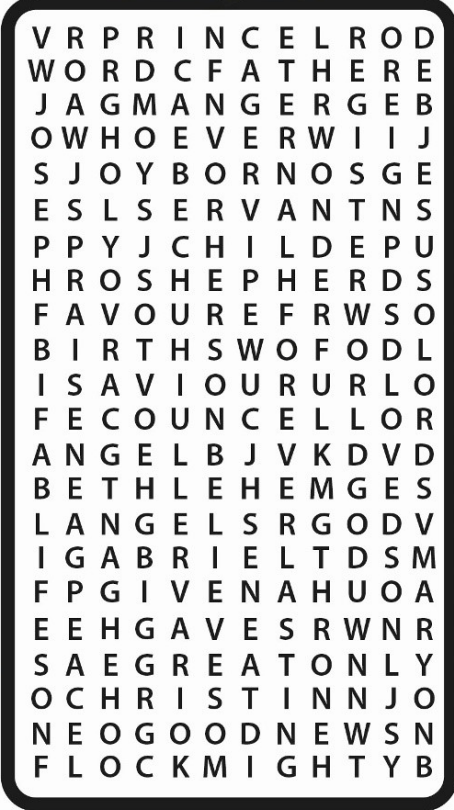 V R P R I N C E L R O D
W O R D C F A T H E R E
J A G M A N G E R G E B
O W H O E V E R W I I J
S J O Y B O R N O S G E
E S L S E R V A N T N S
P P Y J C H I L D E P U
H R O S H E P H E R D S
F A V O U R E F R W S O
B I R T H S W O F O D L
I S A V I O U R U R L O
F E C O U N C E L L O R
A N G E L B J V K D V D
B E T H L E H E M G E S
L A N G E L S R G O D V
I G A B R I E L T D S M
F P G I V E N A H U O A
E E H G A V E S R W N R
S A E G R E A T O N L Y
O C H R I S T I N N J O
N E O G O O D N E W S N
F L O C K M I G H T Y B